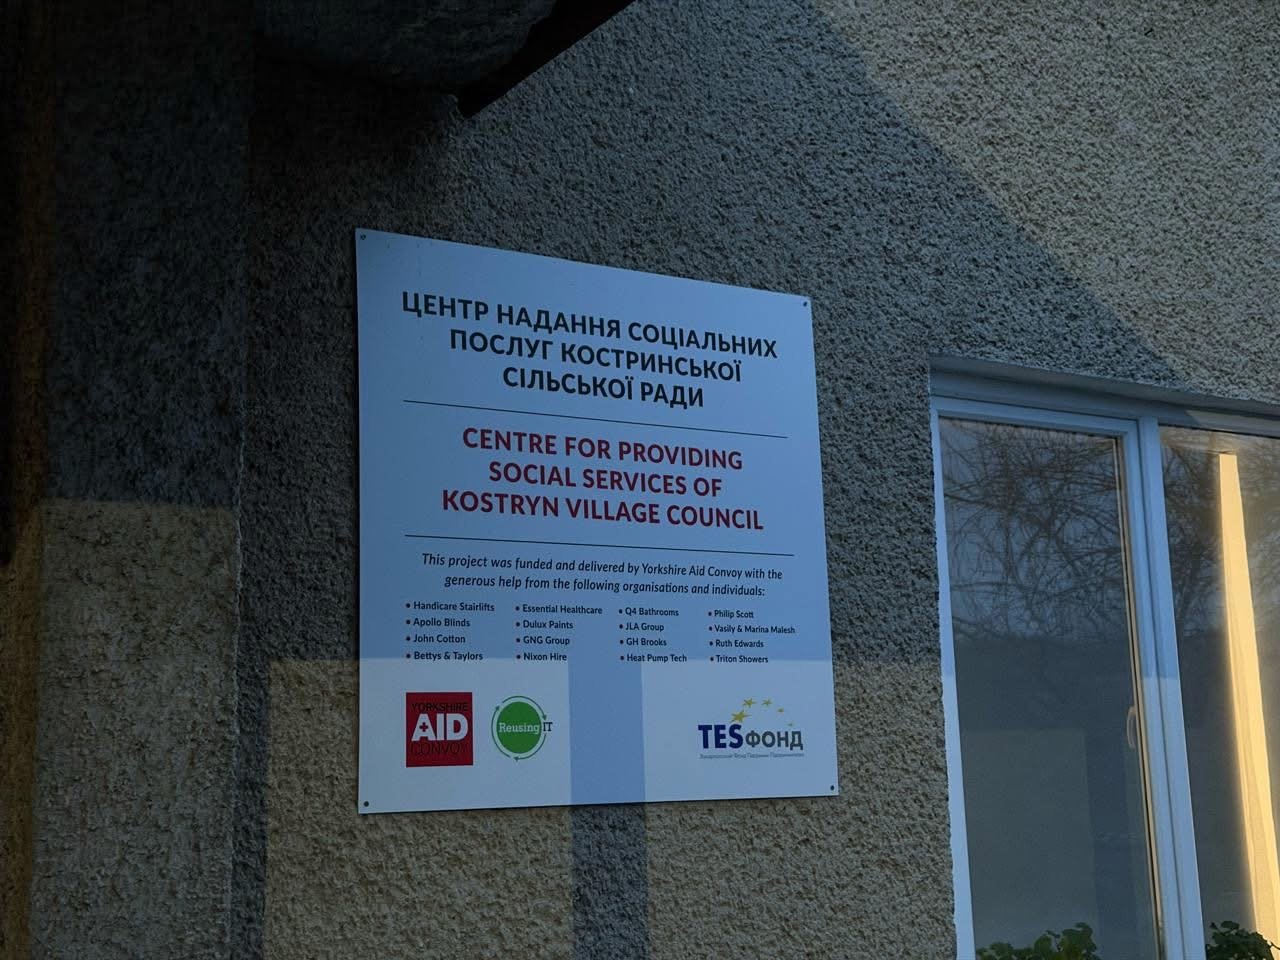 ЦЕНТР НАДАННЯ СОЦІАЛЬНИХ
ПОСЛУГ КОСТРИНСЬКОЇ
СІЛЬСЬКОЇ РАДИ
CENTRE FOR PROVIDING
SOCIAL SERVICES OF
KOSTRYN VILLAGE COUNCIL
This project was funded and delivered by Yorkshire Aid Convoy with the
generous help from the following organisations and individuals:
• Handicare Stairlifts
• Apollo Blinds
• John Cotton
• Bettys & Taylors
• Essential Healthcare
• Dulux Paints
• GNG Group
• Nixon Hire
• Q4 Bathrooms
• JLA Group
• GH Brooks
• Heat Pump Tech
• Philip Scott
• Vasily & Marina Malesh
• Ruth Edwards
• Triton Showers
YORKSHIRE
AID
CONVOY
Reusing IT
TES ФОНД